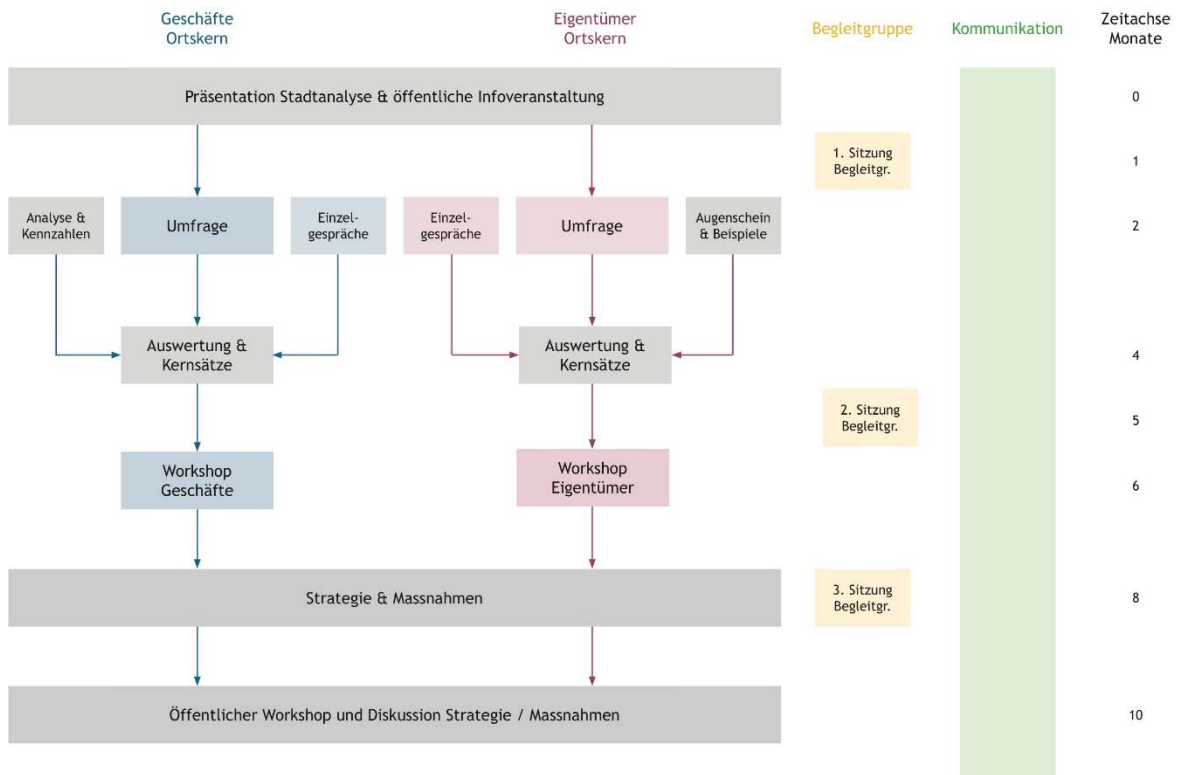 Geschäfte
Ortskern
Eigentümer
Ortskern
Begleitgruppe
Kommunikation
Zeitachse
Monate
Präsentation Stadtanalyse & öffentliche Infoveranstaltung
0
1. Sitzung
Begleitgr.
1
Analyse &
Kennzahlen
Umfrage
Einzel-
gespräche
Einzel-
gespräche
Umfrage
Augenschein
& Beispiele
2
Auswertung &
Kernsätze
Auswertung &
Kernsätze
4
2. Sitzung
Begleitgr.
5
Workshop
Geschäfte
Workshop
Eigentümer
6
Strategie & Massnahmen
3. Sitzung
Begleitgr.
8
Öffentlicher Workshop und Diskussion Strategie / Massnahmen
10